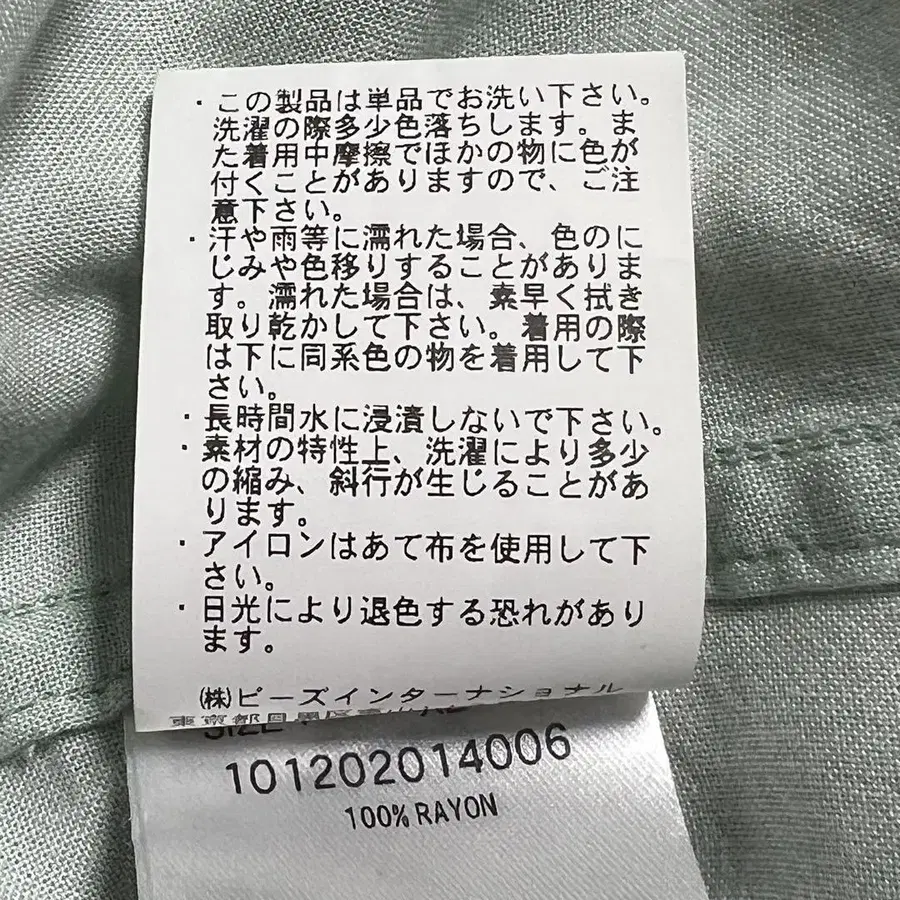 ・この製品は単品でお洗い下さい。
洗濯の際多少色落ちします。ま
た着用中摩擦でほかの物に色が
付くことがありますので、ご注
意下さい。
・汗や雨等に濡れた場合、色のに
じみや色移りすることがありま
す。濡れた場合は、素早く拭き
取り乾かして下さい。着用の際
は下に同系色の物を着用して下
さい。
・長時間水に浸漬しないで下さい。
・素材の特性上、洗濯により多少
の縮み、斜行が生じることがあ
ります。
・アイロンはあて布を使用して下
さい。
・日光により退色する恐れがあり
ます。
㈱ビーズインターナショナル
東京都目黒区
SIZE
101202014006
100% RAYON